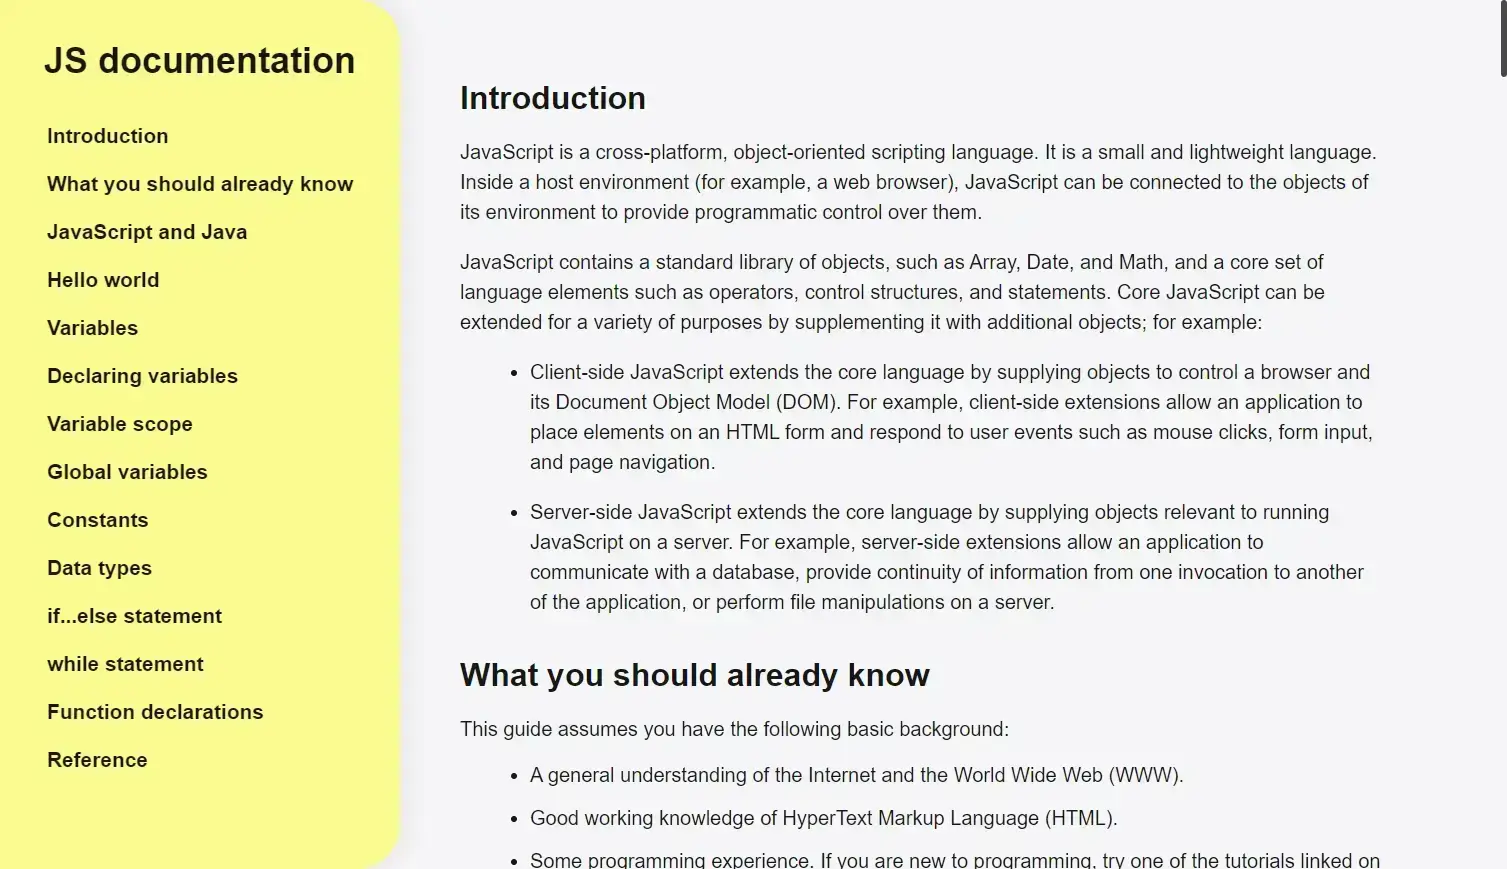 JS documentation
Introduction
What you should already know
JavaScript and Java
Hello world
Variables
Declaring variables
Variable scope
Global variables
Constants
Data types
if...else statement
while statement
Function declarations
Reference
Introduction
JavaScript is a cross-platform, object-oriented scripting language. It is a small and lightweight language.
Inside a host environment (for example, a web browser), JavaScript can be connected to the objects of
its environment to provide programmatic control over them.
JavaScript contains a standard library of objects, such as Array, Date, and Math, and a core set of
language elements such as operators, control structures, and statements. Core JavaScript can be
extended for a variety of purposes by supplementing it with additional objects; for example:
• Client-side JavaScript extends the core language by supplying objects to control a browser and
its Document Object Model (DOM). For example, client-side extensions allow an application to
place elements on an HTML form and respond to user events such as mouse clicks, form input,
and page navigation.
• Server-side JavaScript extends the core language by supplying objects relevant to running
JavaScript on a server. For example, server-side extensions allow an application to
communicate with a database, provide continuity of information from one invocation to another
of the application, or perform file manipulations on a server.
What you should already know
This guide assumes you have the following basic background:
• A general understanding of the Internet and the World Wide Web (WWW).
• Good working knowledge of HyperText Markup Language (HTML).
• Some programming experience. If you are new to programming, try one of the tutorials linked on